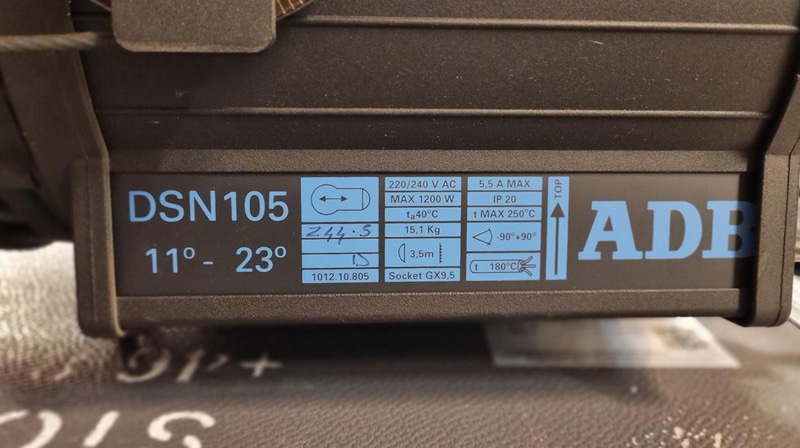 DSN105
11° - 23°
244.5
1012.10.805
220/240 V AC
MAX 1200 W
ta40°C
15,1 Kg
3,5m
Socket GX9,5
5,5 A MAX
IP 20
t MAX 250°C
-90°+90°
t 180°C
TOP
ADB